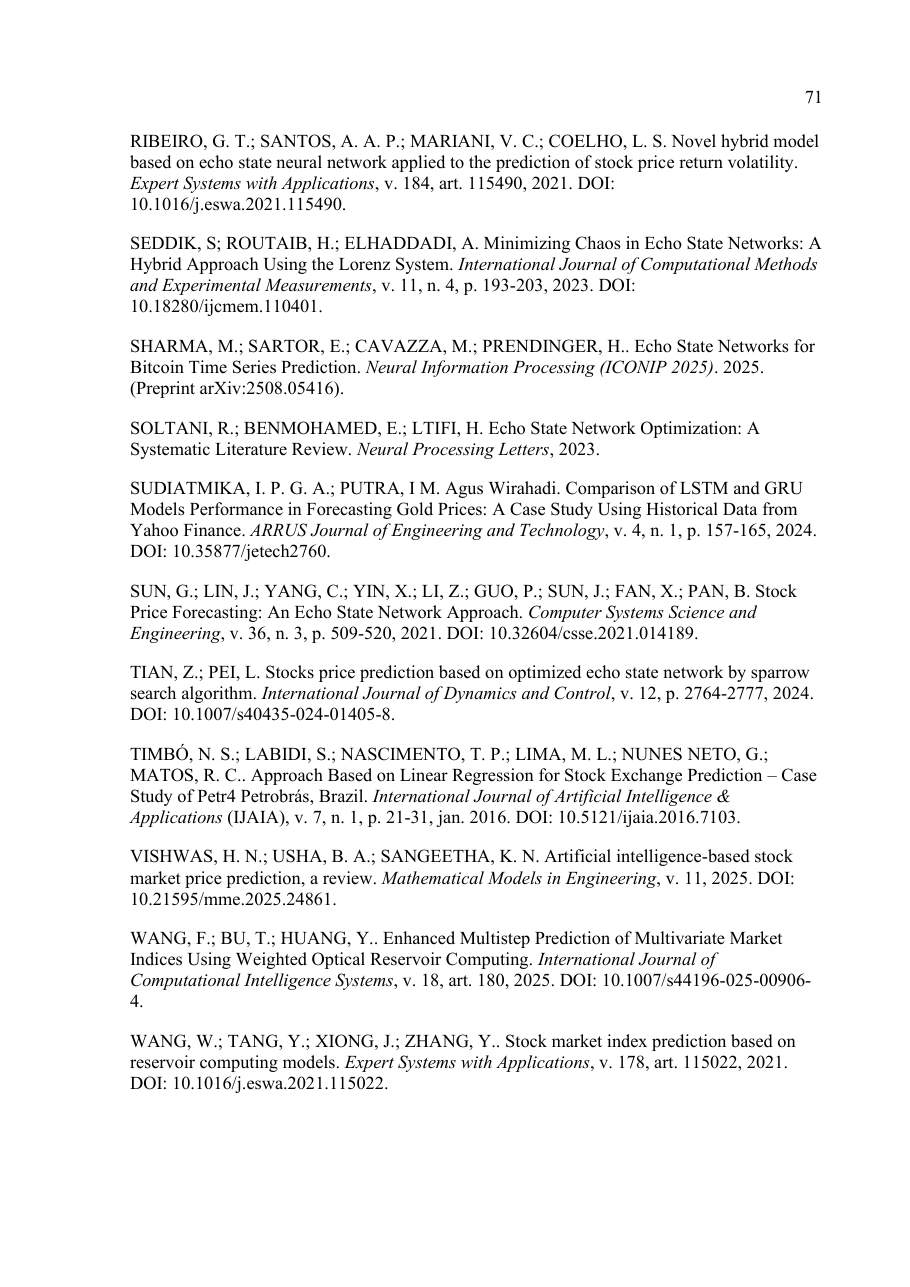 71
RIBEIRO, G. T.; SANTOS, A. A. P.; MARIANI, V. C.; COELHO, L. S. Novel hybrid model
based on echo state neural network applied to the prediction of stock price return volatility.
Expert Systems with Applications, v. 184, art. 115490, 2021. DOI:
10.1016/j.eswa.2021.115490.
SEDDIK, S; ROUTAIB, H.; ELHADDADI, A. Minimizing Chaos in Echo State Networks: A
Hybrid Approach Using the Lorenz System. International Journal of Computational Methods
and Experimental Measurements, v. 11, n. 4, p. 193-203, 2023. DOI:
10.18280/ijcmem.110401.
SHARMA, M.; SARTOR, E.; CAVAZZA, M.; PRENDINGER, H.. Echo State Networks for
Bitcoin Time Series Prediction. Neural Information Processing (ICONIP 2025). 2025.
(Preprint arXiv:2508.05416).
SOLTANI, R.; BENMOHAMED, E.; LTIFI, H. Echo State Network Optimization: A
Systematic Literature Review. Neural Processing Letters, 2023.
SUDIATMIKA, I. P. G. A.; PUTRA, I M. Agus Wirahadi. Comparison of LSTM and GRU
Models Performance in Forecasting Gold Prices: A Case Study Using Historical Data from
Yahoo Finance. ARRUS Journal of Engineering and Technology, v. 4, n. 1, p. 157-165, 2024.
DOI: 10.35877/jetech2760.
SUN, G.; LIN, J.; YANG, C.; YIN, X.; LI, Z.; GUO, P.; SUN, J.; FAN, X.; PAN, B. Stock
Price Forecasting: An Echo State Network Approach. Computer Systems Science and
Engineering, v. 36, n. 3, p. 509-520, 2021. DOI: 10.32604/csse.2021.014189.
TIAN, Z.; PEI, L. Stocks price prediction based on optimized echo state network by sparrow
search algorithm. International Journal of Dynamics and Control, v. 12, p. 2764-2777, 2024.
DOI: 10.1007/s40435-024-01405-8.
TIMBÓ, N. S.; LABIDI, S.; NASCIMENTO, T. P.; LIMA, M. L.; NUNES NETO, G.;
MATOS, R. C.. Approach Based on Linear Regression for Stock Exchange Prediction – Case
Study of Petr4 Petrobrás, Brazil. International Journal of Artificial Intelligence &
Applications (IJAIA), v. 7, n. 1, p. 21-31, jan. 2016. DOI: 10.5121/ijaia.2016.7103.
VISHWAS, H. N.; USHA, B. A.; SANGEETHA, K. N. Artificial intelligence-based stock
market price prediction, a review. Mathematical Models in Engineering, v. 11, 2025. DOI:
10.21595/mme.2025.24861.
WANG, F.; BU, T.; HUANG, Y.. Enhanced Multistep Prediction of Multivariate Market
Indices Using Weighted Optical Reservoir Computing. International Journal of
Computational Intelligence Systems, v. 18, art. 180, 2025. DOI: 10.1007/s44196-025-00906-
4.
WANG, W.; TANG, Y.; XIONG, J.; ZHANG, Y.. Stock market index prediction based on
reservoir computing models. Expert Systems with Applications, v. 178, art. 115022, 2021.
DOI: 10.1016/j.eswa.2021.115022.